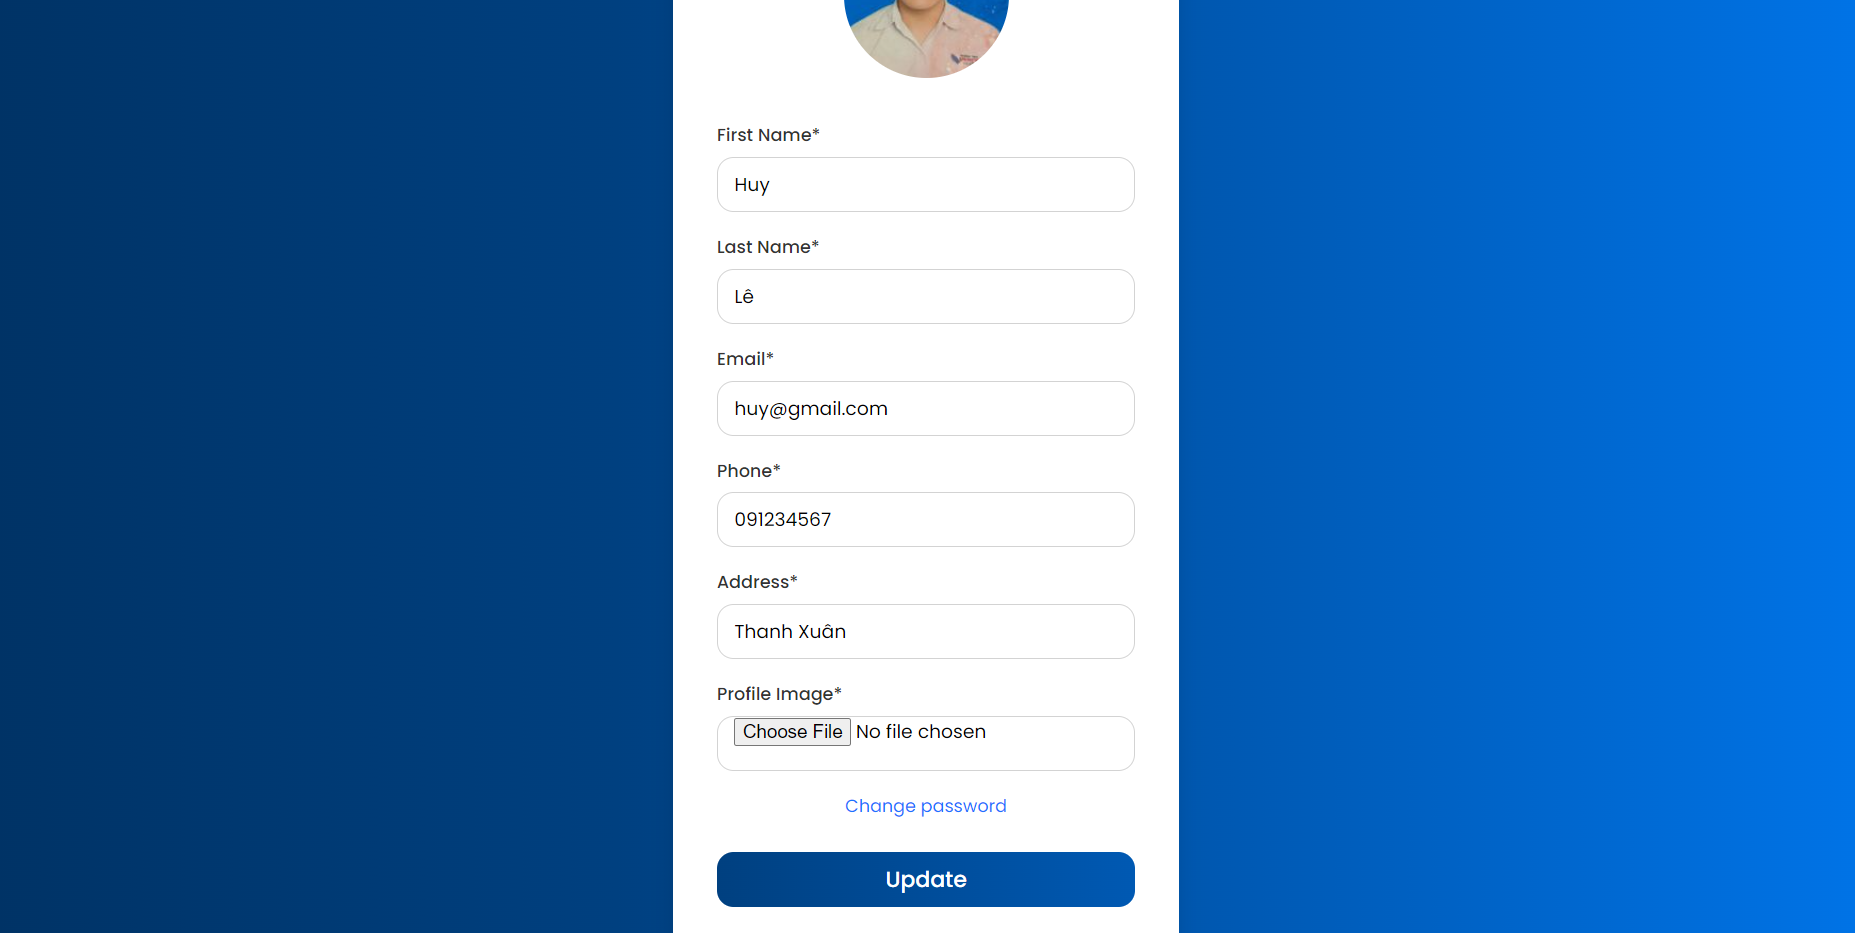 First Name*
Huy
Last Name*
Lê
Email*
huy@gmail.com
Phone*
091234567
Address*
Thanh Xuân
Profile Image*
Choose File No file chosen
Change password
Update